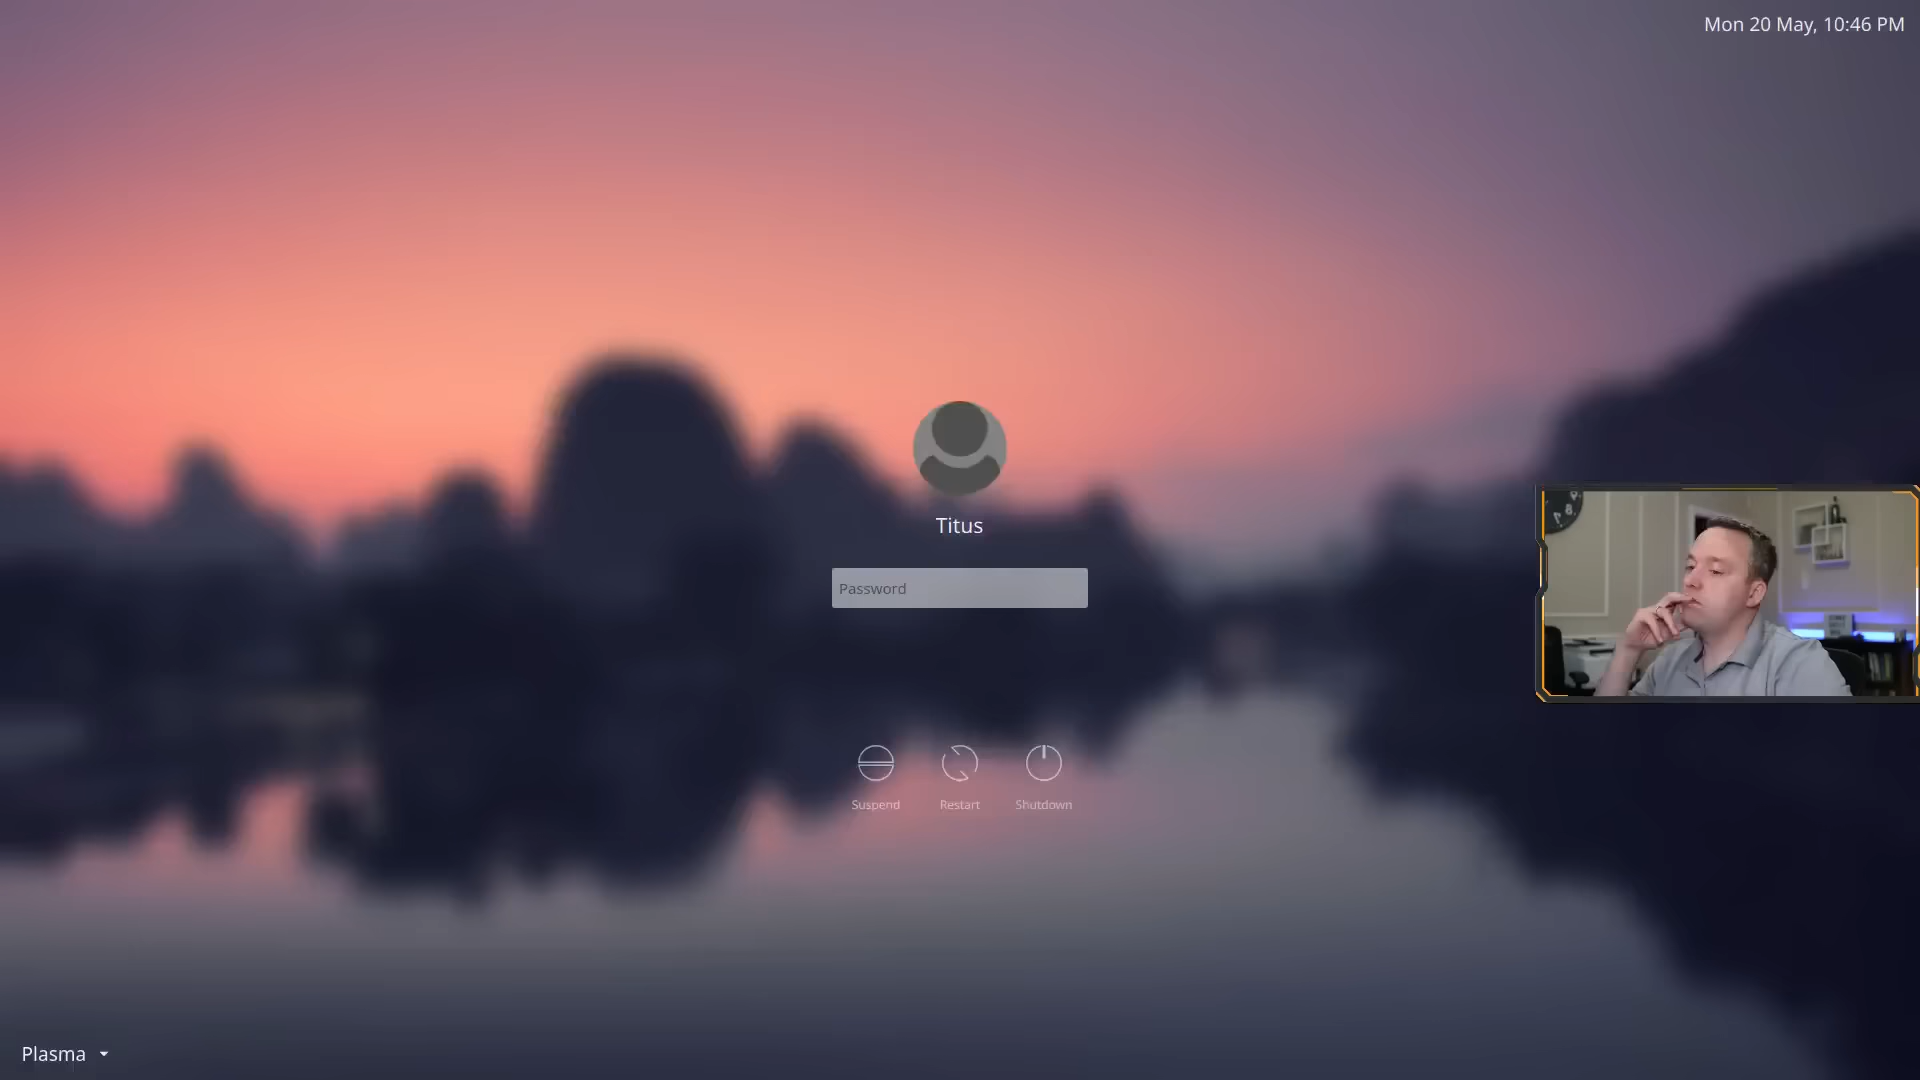 Mon 20 May, 10:46 PM
Titus
Password
Suspend
Restart
Shutdown
Plasma